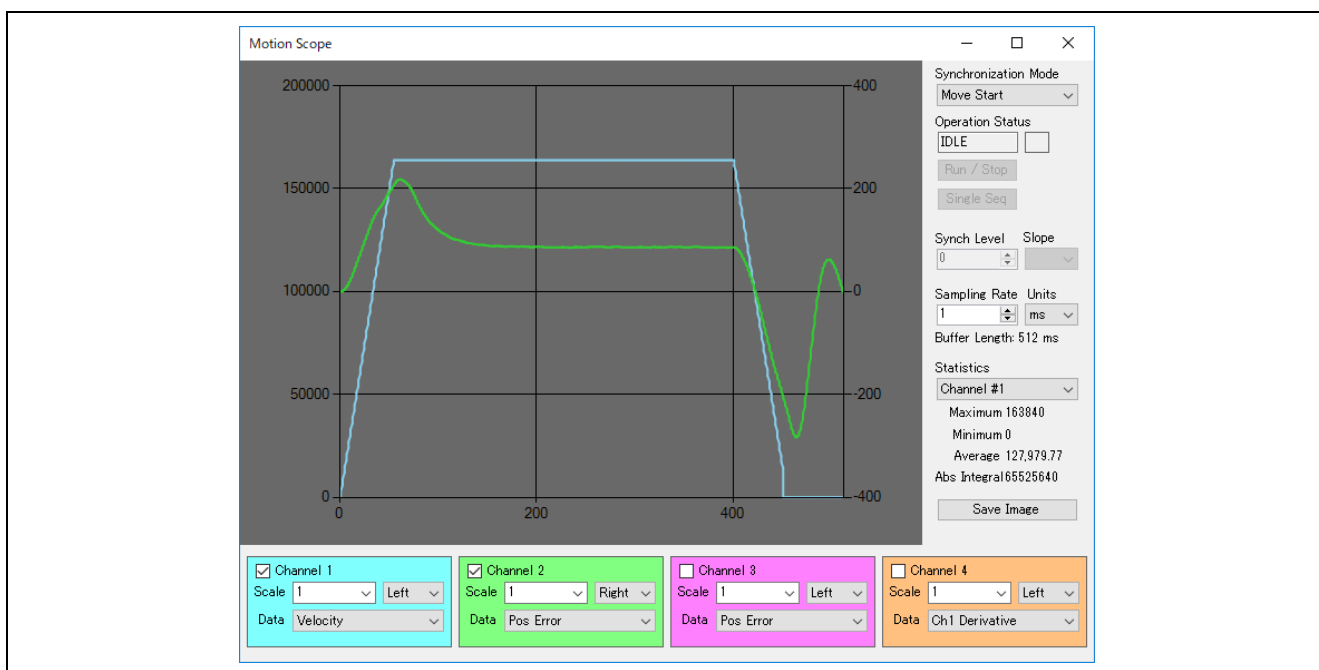 Motion Scope
200000
150000
100000
50000
0
400
200
0
-200
-400
0
200
400
Synchronization Mode
Move Start
Operation Status
IDLE
Run / Stop
Single Seq
Synch Level Slope
0
Sampling Rate Units
1 ms
Buffer Length: 512 ms
Statistics
Channel #1
Maximum 163840
Minimum 0
Average 127,979.77
Abs Integral 65525640
Save Image
Channel 1
Scale 1 Left
Data Velocity
Channel 2
Scale 1 Right
Data Pos Error
Channel 3
Scale 1 Left
Data Pos Error
Channel 4
Scale 1 Left
Data Ch1 Derivative